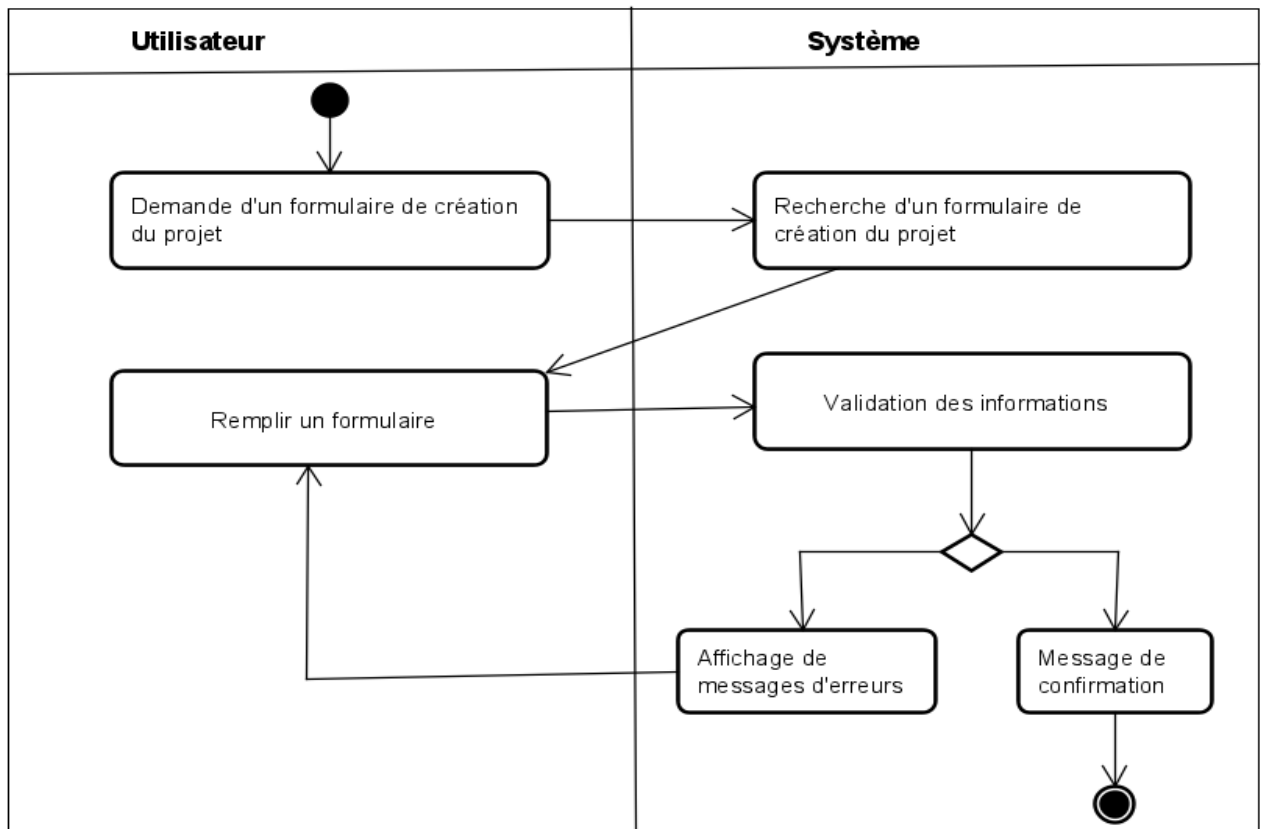 Utilisateur
Système
Demande d'un formulaire de création
du projet
Recherche d'un formulaire de
création du projet
Remplir un formulaire
Validation des informations
Affichage de
messages d'erreurs
Message de
confirmation